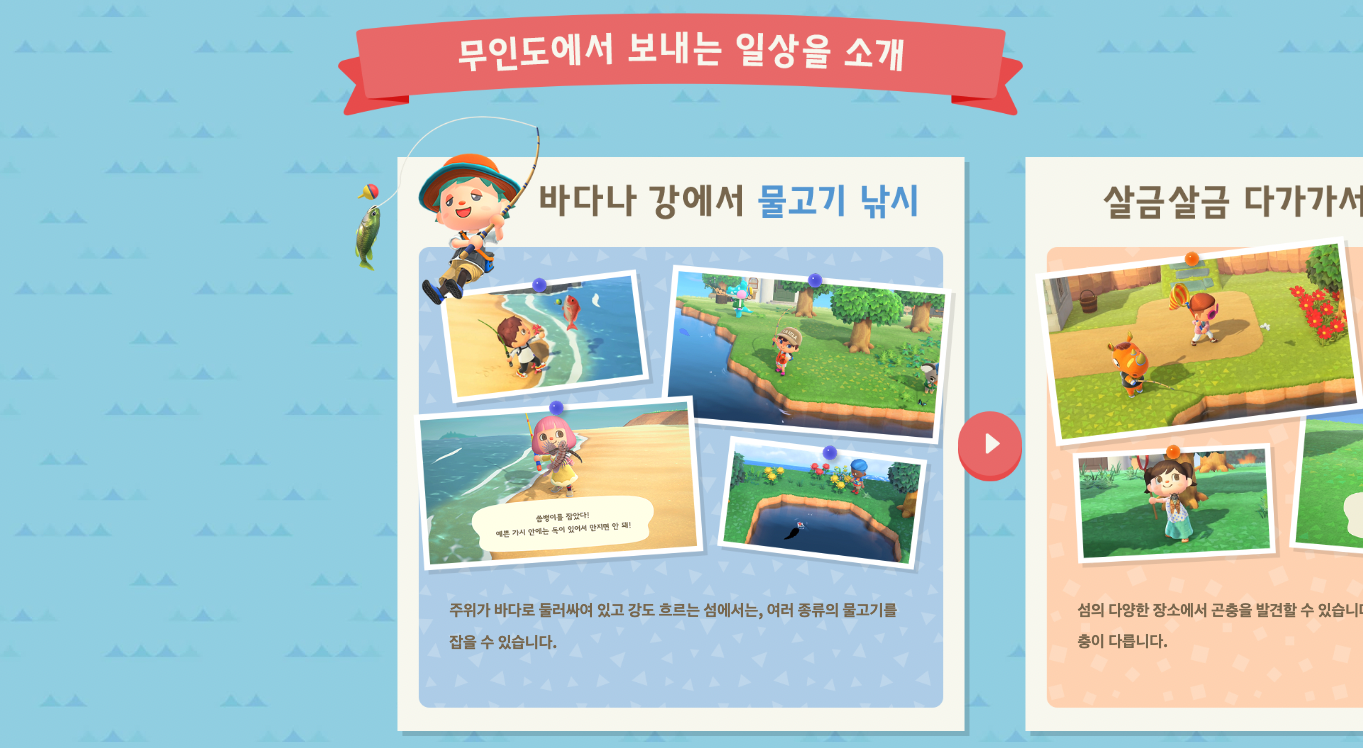 무인도에서 보내는 일상을 소개
바다나 강에서 물고기 낚시
쏠뱅이를 잡았다!
예쁜 가시 안에는 독이 있어서 만지면 안 돼!
주위가 바다로 둘러싸여 있고 강도 흐르는 섬에서는, 여러 종류의 물고기를
잡을 수 있습니다.
살금살금 다가가서
섬의 다양한 장소에서 곤충을 발견할 수 있습니다
충이 다릅니다.